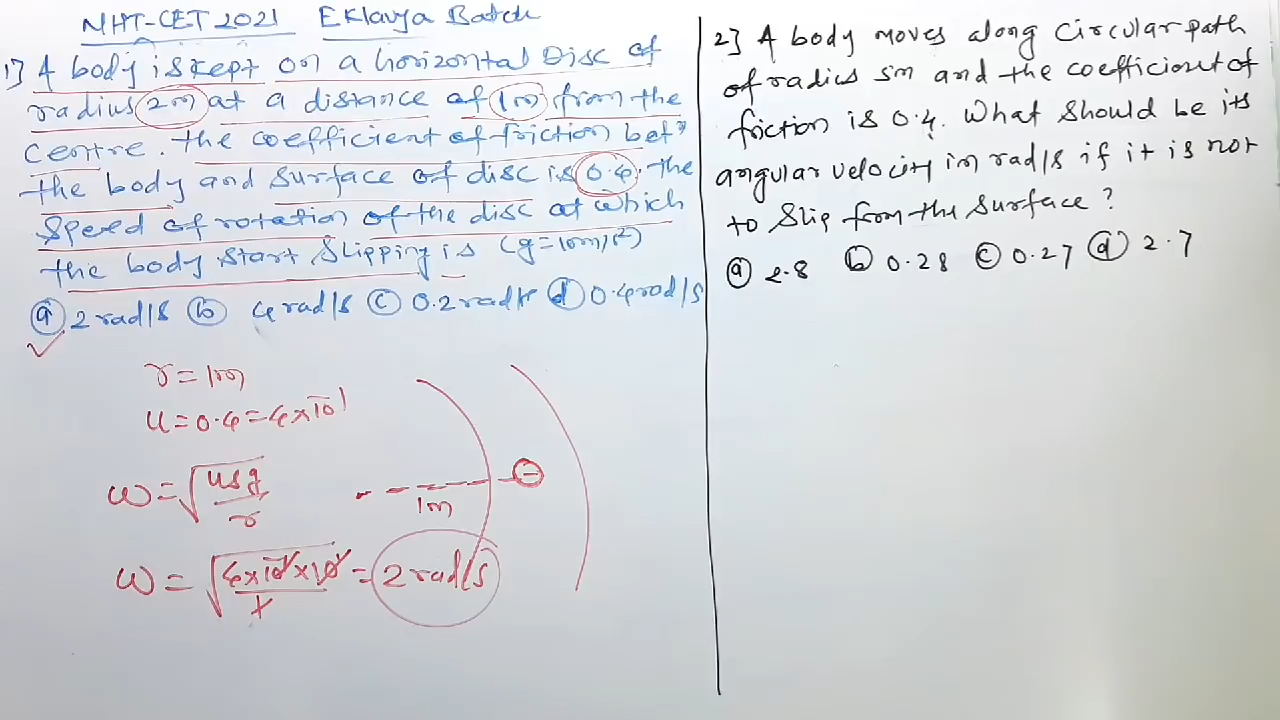 MHT-CET 2021 Eklavya Batch
1) A body is kept on a horizontal Disc of
radius 2m at a distance of 1m from the
centre. the coefficient of friction betⁿ
the body and surface of disc is 0.4. the
speed of rotation of the disc at which
the body start slipping is (g=10m/s²)
ⓐ 2 rad/s ⓑ 4 rad/s ⓒ 0.2 rad/s ⓓ 0.4 rad/s
r = 1m
u = 0.4 = 4×10⁻¹
ω = √usg/r
1m
ω = √4×10⁻¹×10¹/1 = 2 rad/s
2] A body moves along Circular path
of radius 5m and the coefficient of
friction is 0.4. What should be its
angular velocity in rad/s if it is not
to slip from the surface?
ⓐ 2.8 ⓑ 0.28 ⓒ 0.27 ⓓ 2.7